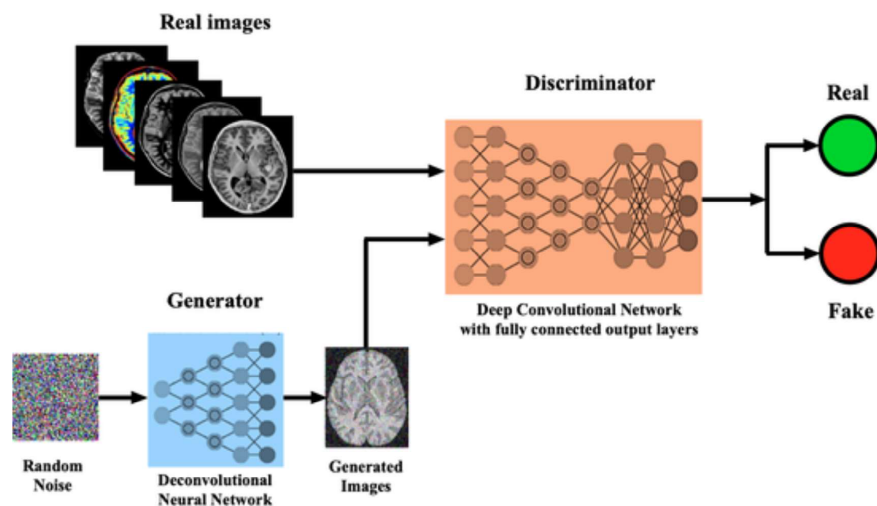 Real images
Discriminator
Real
Generator
Deep Convolutional Network
with fully connected output layers
Fake
Random
Noise
Deconvolutional
Neural Network
Generated
Images